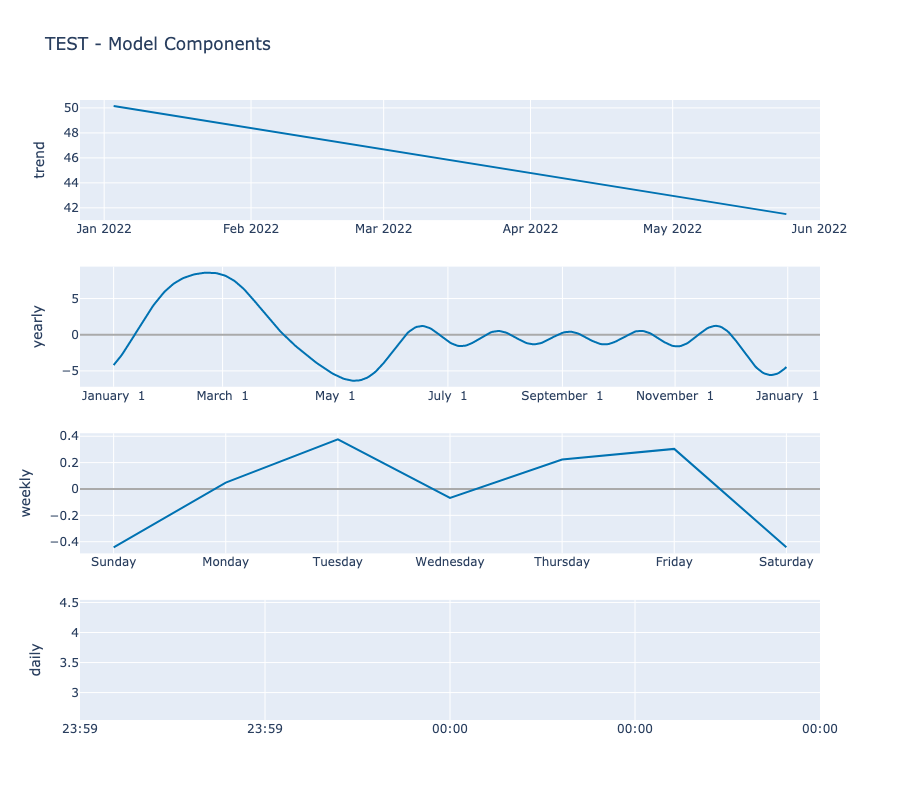 TEST - Model Components
50
48
46
44
42
trend
Jan 2022 Feb 2022 Mar 2022 Apr 2022 May 2022 Jun 2022
5
0
−5
yearly
January 1 March 1 May 1 July 1 September 1 November 1 January 1
0.4
0.2
0
−0.2
−0.4
weekly
Sunday Monday Tuesday Wednesday Thursday Friday Saturday
4.5
4
3.5
3
daily
23:59 23:59 00:00 00:00 00:00